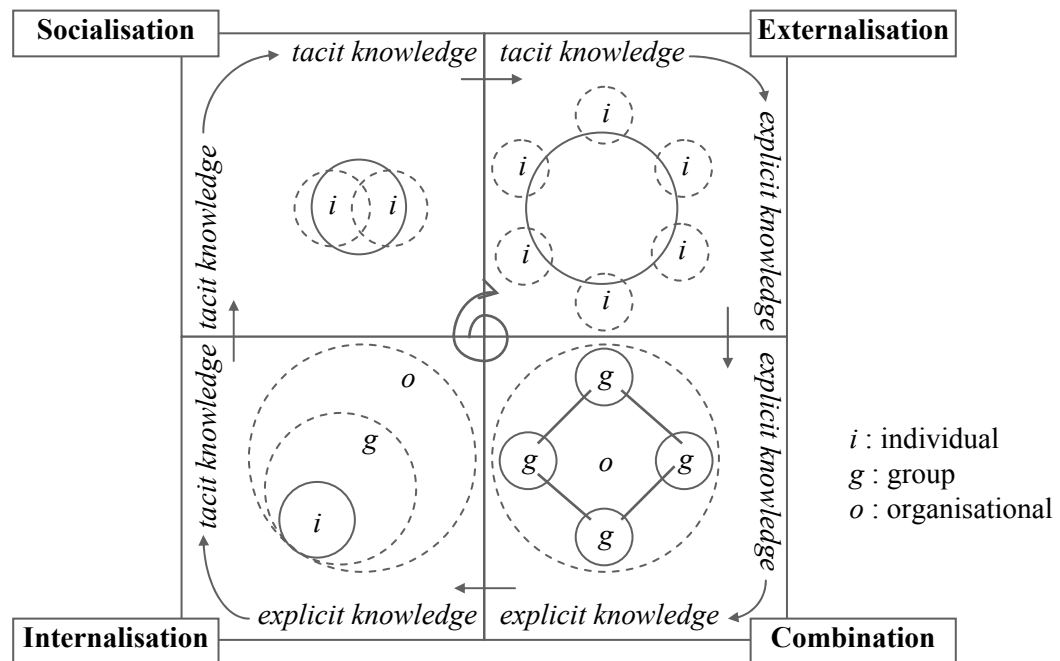 Socialisation
Externalisation
tacit knowledge
tacit knowledge
tacit knowledge
explicit knowledge
i
i
i
i
i
i
i
i
tacit knowledge
explicit knowledge
o
g
i
g
g
o
g
g
i : individual
g : group
o : organisational
explicit knowledge
explicit knowledge
Internalisation
Combination